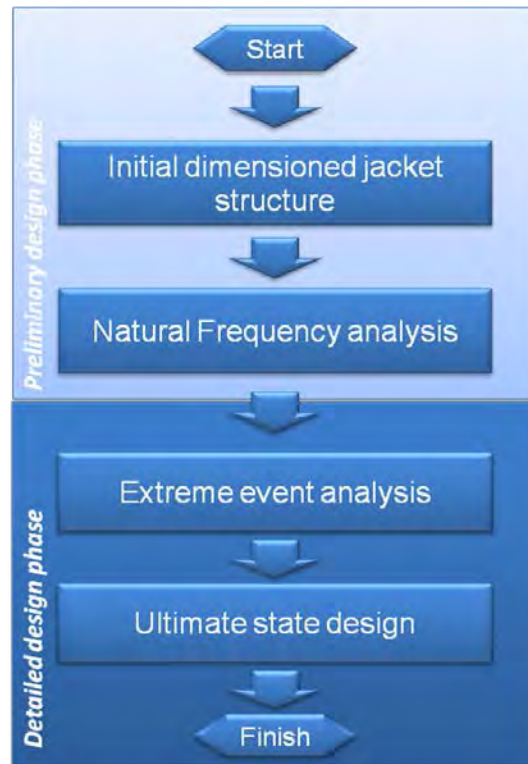 Start
Initial dimensioned jacket
structure
Natural Frequency analysis
Preliminary design phase
Extreme event analysis
Ultimate state design
Finish
Detailed design phase